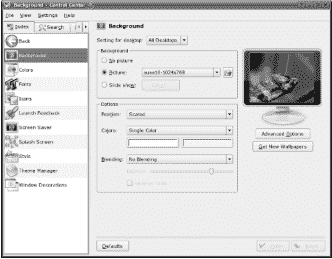 Background - Control Center
File View Settings Help
Index Search
Back
Background
Colors
Fonts
Icons
Launch Feedback
Screen Saver
Splash Screen
Style
Theme Manager
Window Decorations
Background
Setting for desktop: All Desktops
Background
No picture
Picture:
Slide show:
Options
Position: Scaled
Colors: Single Color
Blending: No Blending
Advanced Options
Get New Wallpapers
Defaults